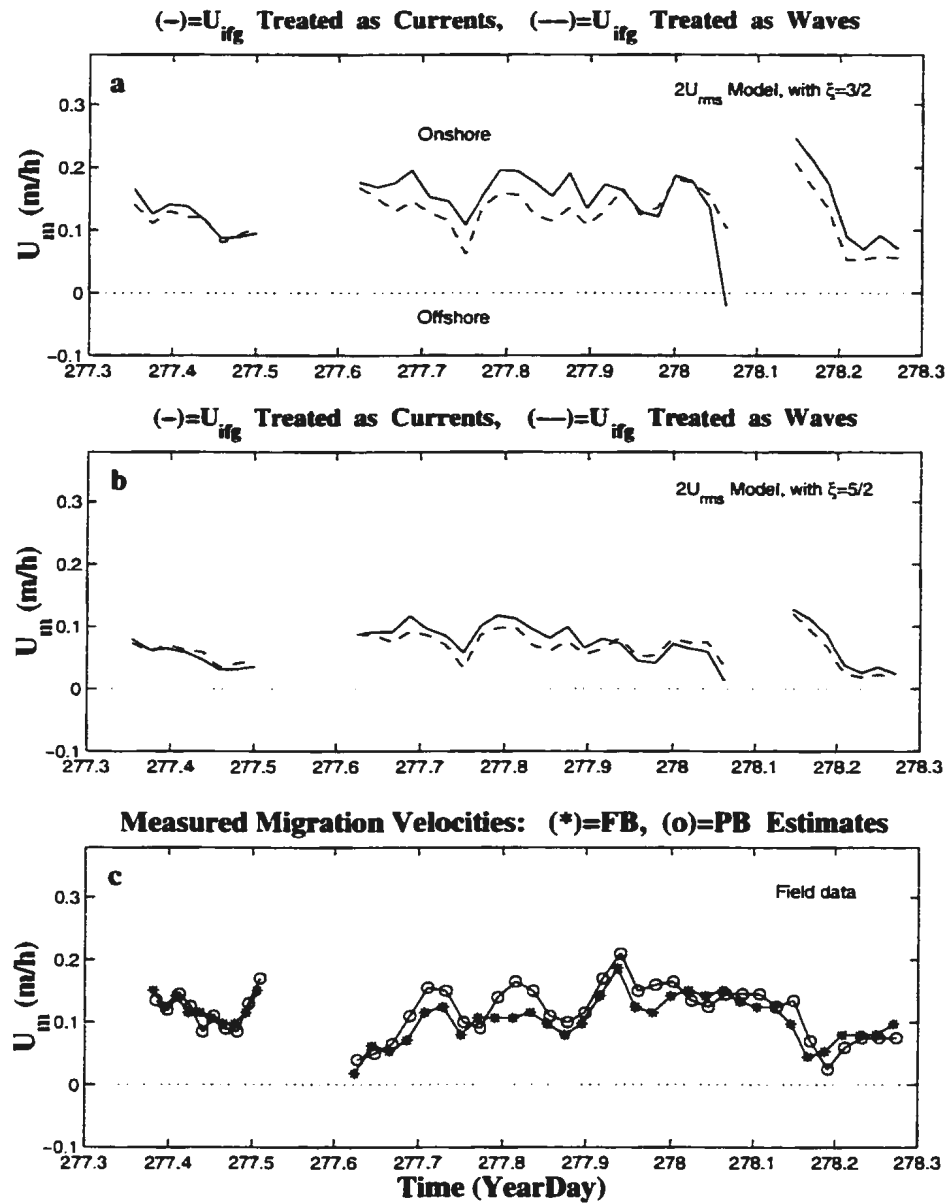 (–)=U_ifg Treated as Currents, (––)=U_ifg Treated as Waves
a
2U_rms Model, with ξ=3/2
Onshore
Offshore
U_m (m/h)
0.3
0.2
0.1
0
−0.1
277.3 277.4 277.5 277.6 277.7 277.8 277.9 278 278.1 278.2 278.3
(–)=U_ifg Treated as Currents, (––)=U_ifg Treated as Waves
b
2U_rms Model, with ξ=5/2
U_m (m/h)
0.3
0.2
0.1
0
−0.1
277.3 277.4 277.5 277.6 277.7 277.8 277.9 278 278.1 278.2 278.3
Measured Migration Velocities: (*)=FB, (o)=PB Estimates
c
Field data
U_m (m/h)
0.3
0.2
0.1
0
−0.1
277.3 277.4 277.5 277.6 277.7 277.8 277.9 278 278.1 278.2 278.3
Time (YearDay)